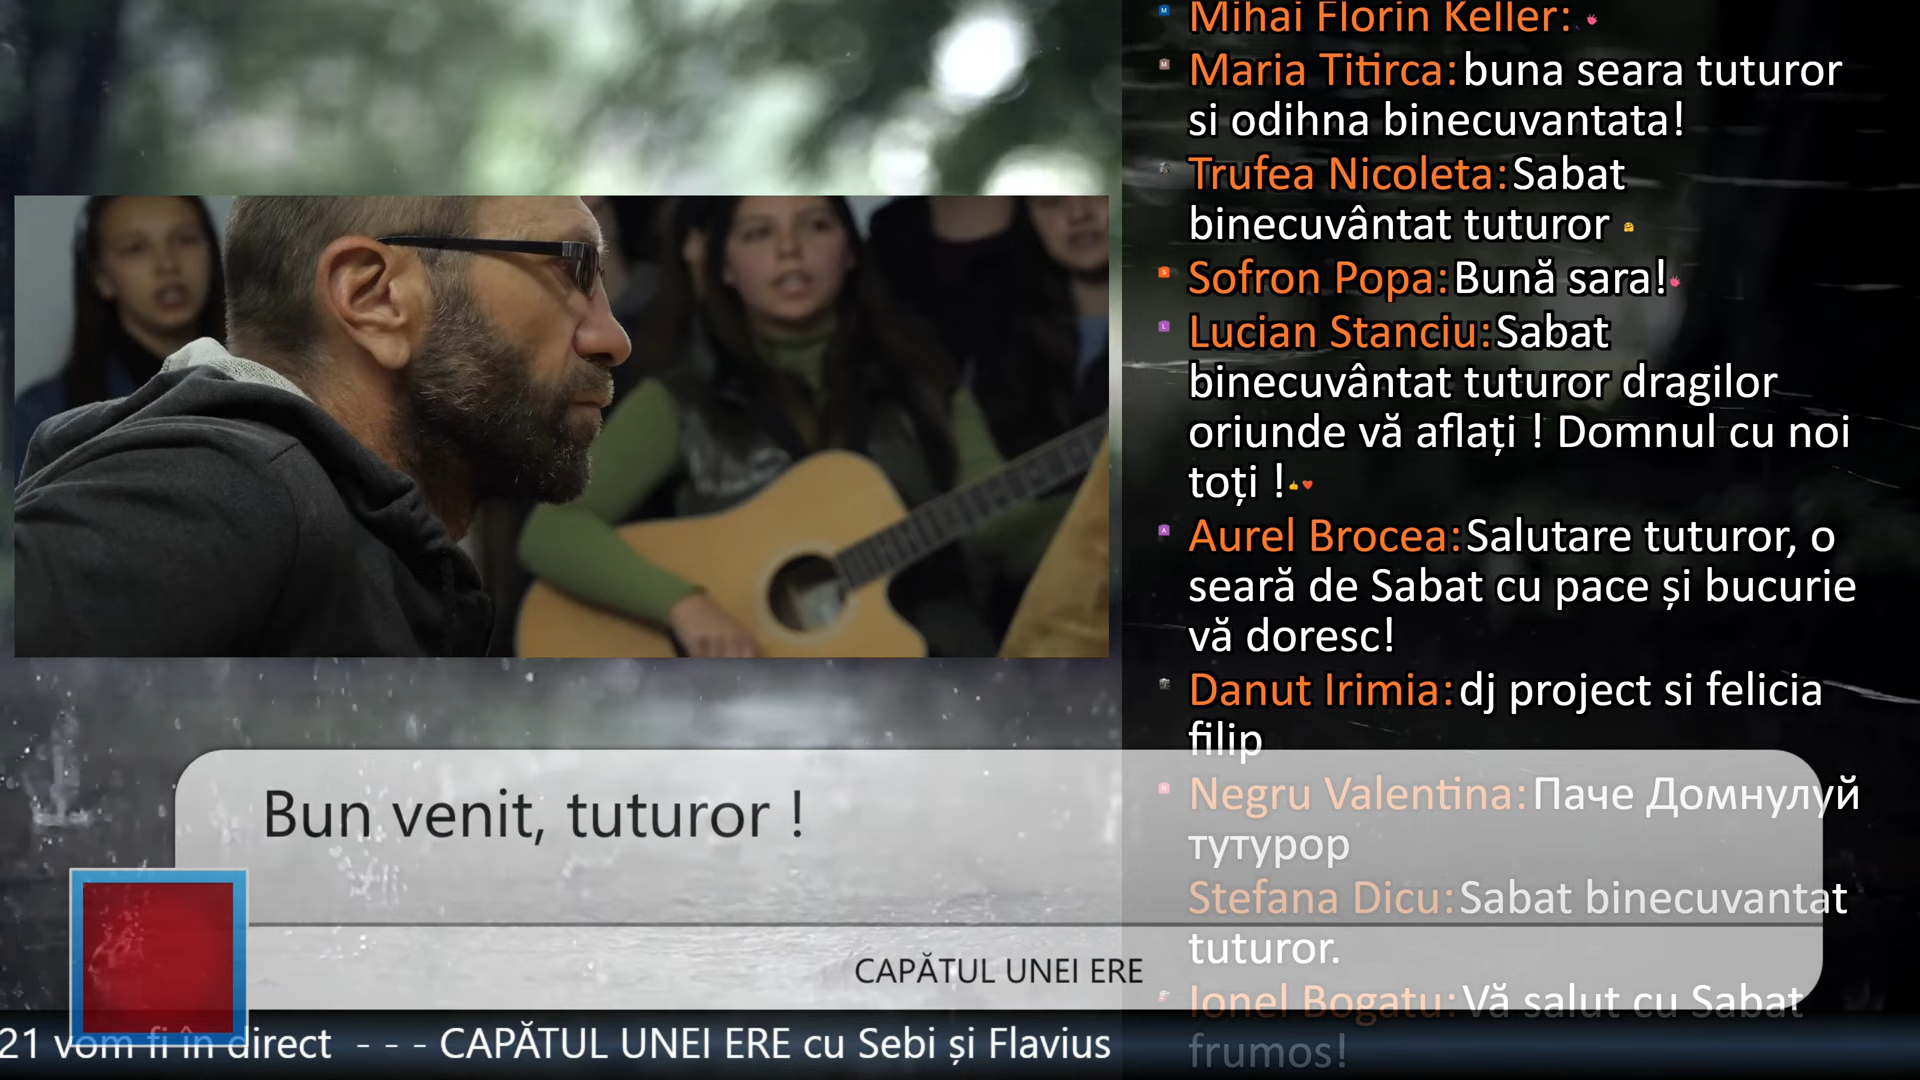 Mihai Florin Keller:
Maria Titirca: buna seara tuturor
si odihna binecuvantata!
Trufea Nicoleta: Sabat
binecuvântat tuturor
Sofron Popa: Bună sara!
Lucian Stanciu: Sabat
binecuvântat tuturor dragilor
oriunde vă aflați ! Domnul cu noi
toți !
Aurel Brocea: Salutare tuturor, o
seară de Sabat cu pace și bucurie
vă doresc!
Danut Irimia: dj project si felicia
filip
Negru Valentina: Паче Домнулуй
тутурор
Stefana Dicu: Sabat binecuvantat
tuturor.
Ionel Bogatu: Vă salut cu Sabat
frumos!
Bun venit, tuturor !
CAPĂTUL UNEI ERE
21 vom fi în direct - - - CAPĂTUL UNEI ERE cu Sebi și Flavius